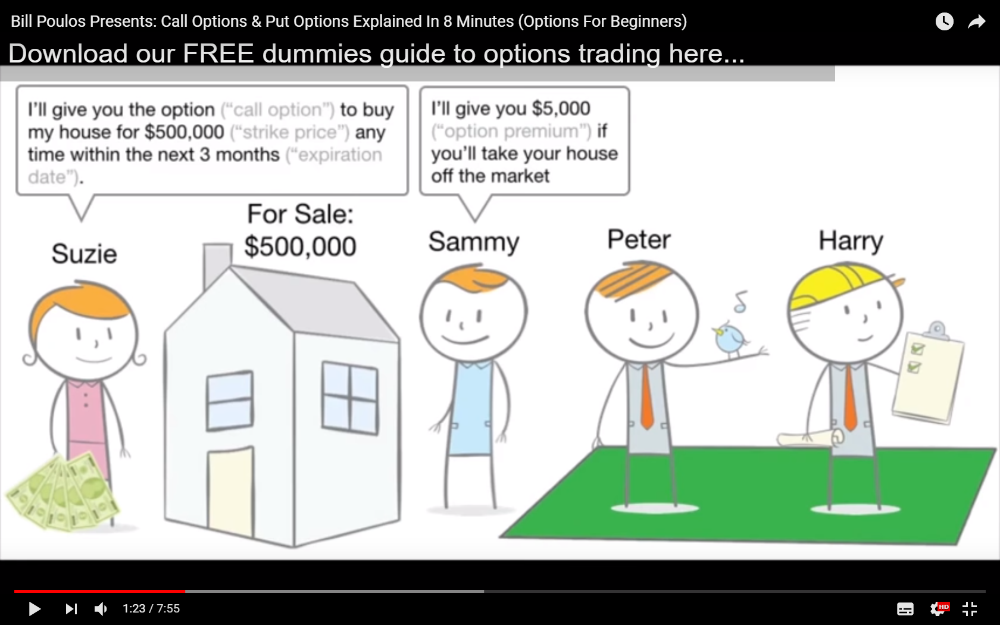 Bill Poulos Presents: Call Options & Put Options Explained In 8 Minutes (Options For Beginners)
Download our FREE dummies guide to options trading here...
I'll give you the option ("call option") to buy
my house for $500,000 ("strike price") any
time within the next 3 months ("expiration
date").
I'll give you $5,000
("option premium") if
you'll take your house
off the market
For Sale:
$500,000
Suzie
Sammy
Peter
Harry
1:23 / 7:55
HD